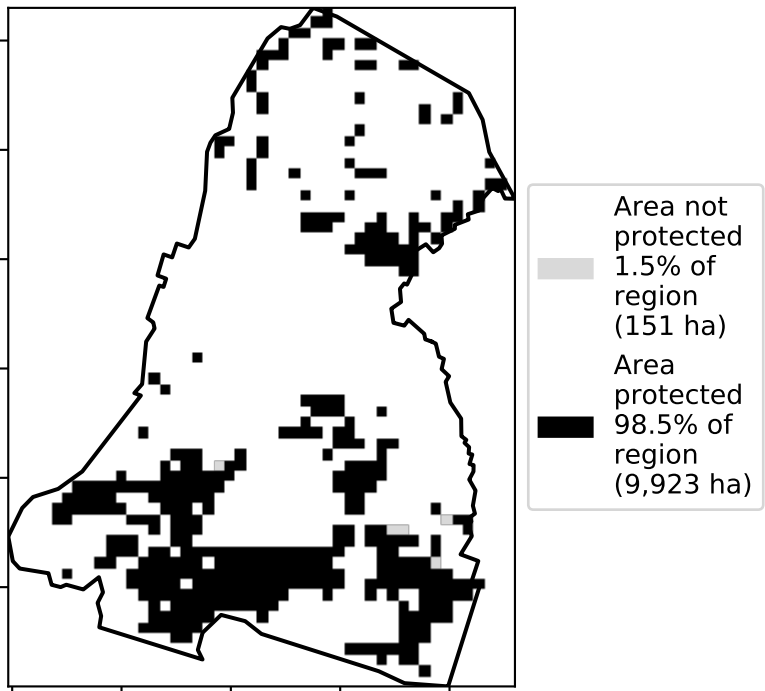 Area not
protected
1.5% of
region
(151 ha)
Area
protected
98.5% of
region
(9,923 ha)